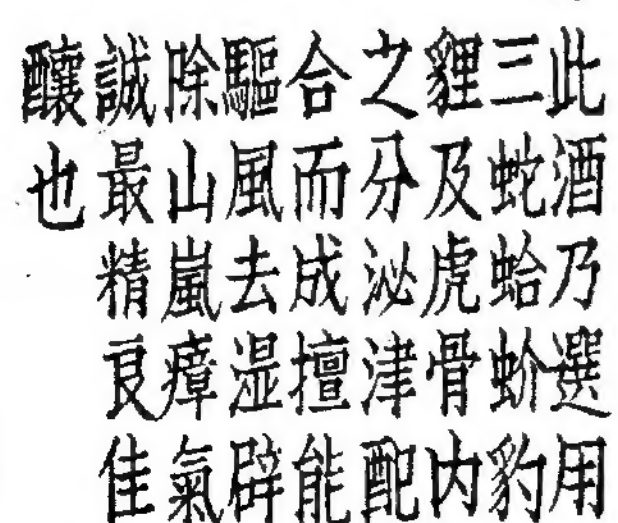 此酒乃選用
三蛇蛤蚧豹
貍及虎骨内
之分泌津配
合而成擅能
驅風去湿辟
除山嵐瘴氣
誠最精良佳
釀也